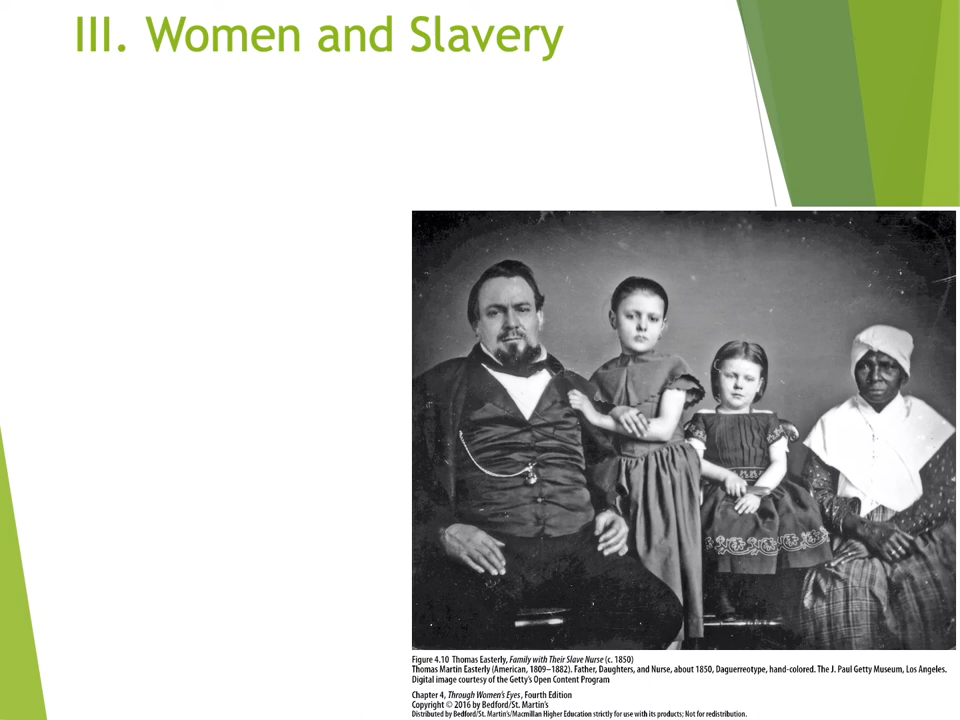 III. Women and Slavery
Figure 4.10 Thomas Easterly, Family with Their Slave Nurse (c. 1850)
Thomas Martin Easterly (American, 1809–1882). Father, Daughters, and Nurse, about 1850, Daguerreotype, hand-colored. The J. Paul Getty Museum, Los Angeles.
Digital image courtesy of the Getty's Open Content Program
Chapter 4, Through Women's Eyes, Fourth Edition
Copyright © 2016 by Bedford/St. Martin's
Distributed by Bedford/St. Martin's/Macmillan Higher Education strictly for use with its products; Not for redistribution.